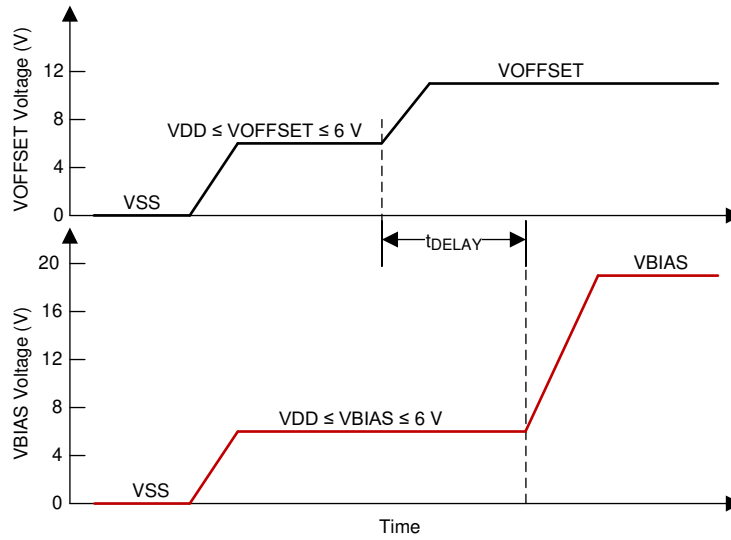 VOFFSET Voltage (V)
12
8
4
0
VOFFSET
VDD ≤ VOFFSET ≤ 6 V
VSS
tDELAY
VBIAS Voltage (V)
20
16
12
8
4
0
VBIAS
VDD ≤ VBIAS ≤ 6 V
VSS
Time